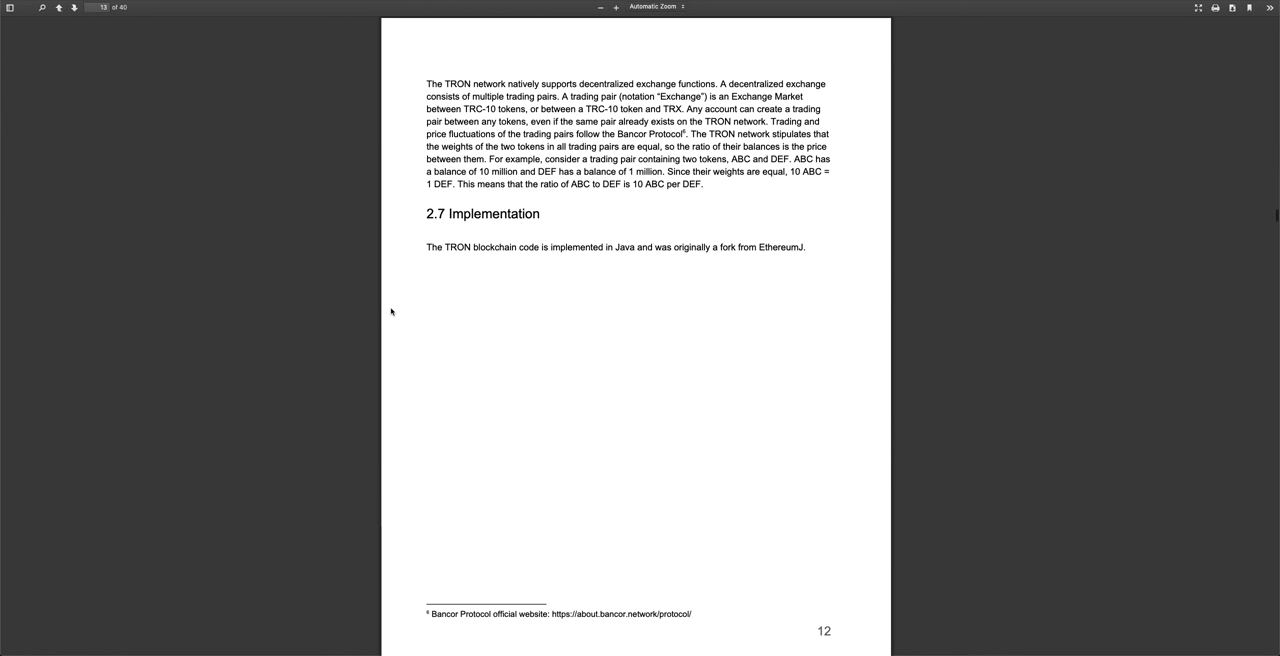 13 of 40
Automatic Zoom
The TRON network natively supports decentralized exchange functions. A decentralized exchange
consists of multiple trading pairs. A trading pair (notation “Exchange”) is an Exchange Market
between TRC-10 tokens, or between a TRC-10 token and TRX. Any account can create a trading
pair between any tokens, even if the same pair already exists on the TRON network. Trading and
price fluctuations of the trading pairs follow the Bancor Protocol⁶. The TRON network stipulates that
the weights of the two tokens in all trading pairs are equal, so the ratio of their balances is the price
between them. For example, consider a trading pair containing two tokens, ABC and DEF. ABC has
a balance of 10 million and DEF has a balance of 1 million. Since their weights are equal, 10 ABC =
1 DEF. This means that the ratio of ABC to DEF is 10 ABC per DEF.
2.7 Implementation
The TRON blockchain code is implemented in Java and was originally a fork from EthereumJ.
⁶ Bancor Protocol official website: https://about.bancor.network/protocol/
12